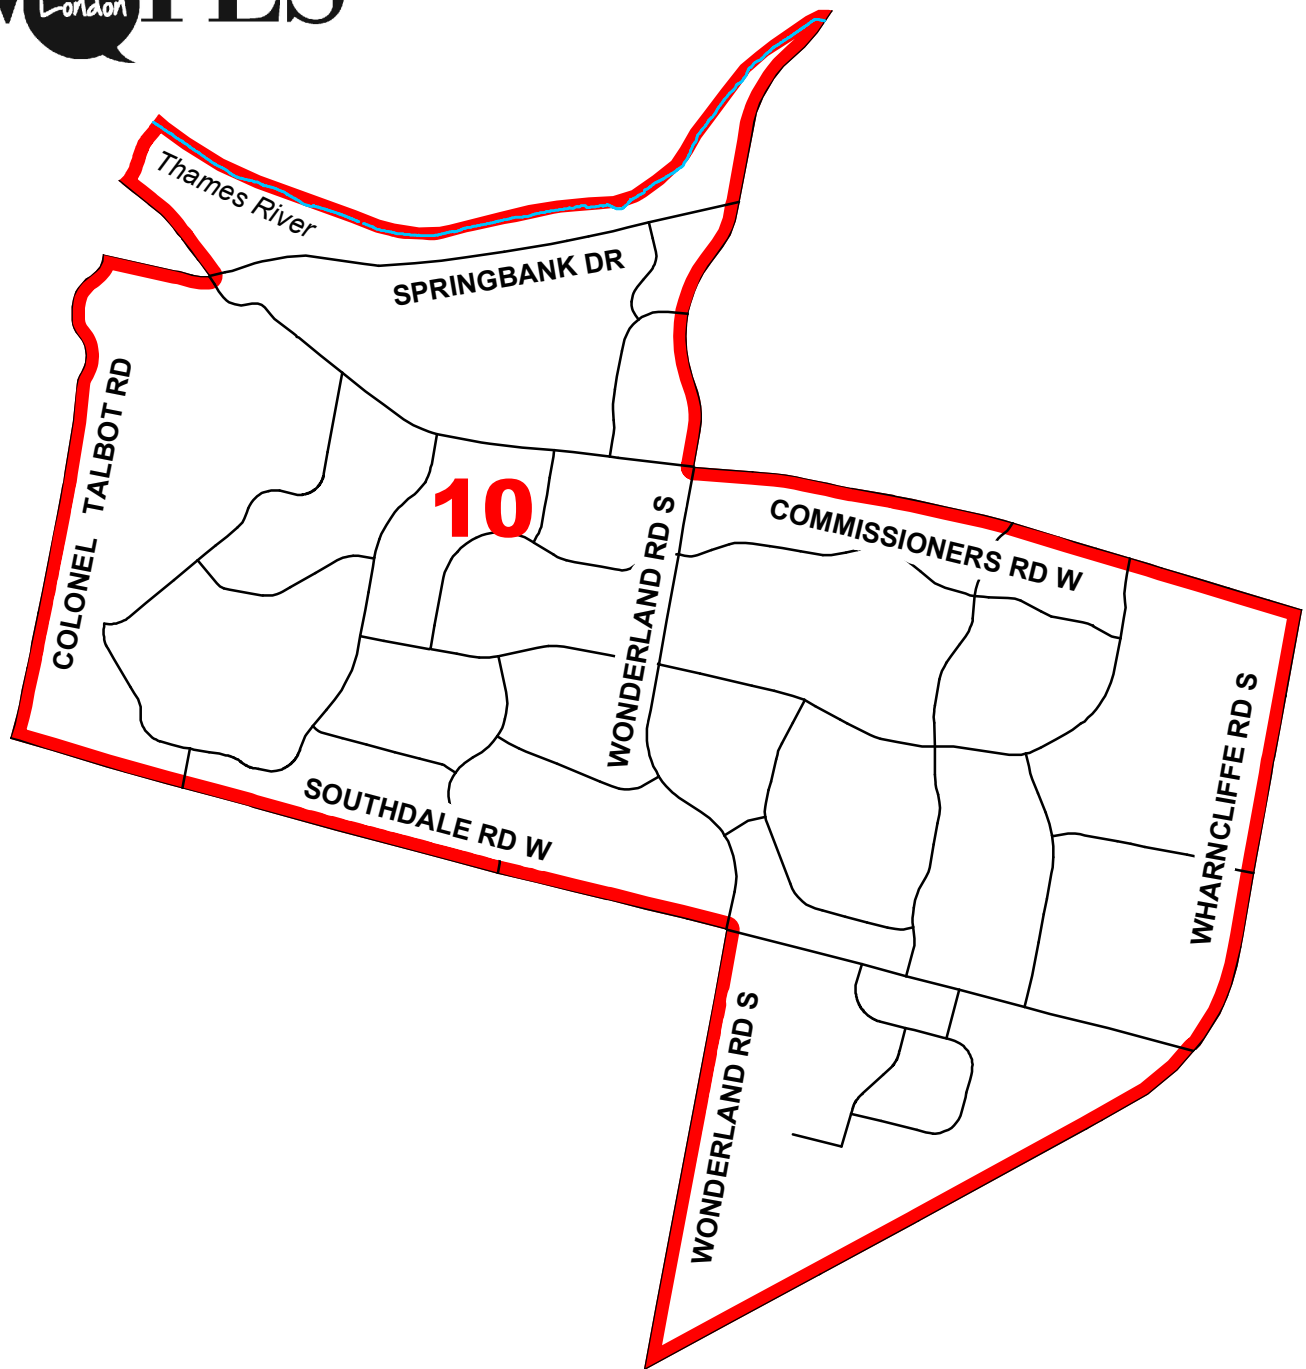 London
Thames River
SPRINGBANK DR
COLONEL TALBOT RD
10
WONDERLAND RD S
COMMISSIONERS RD W
WHARNCLIFFE RD S
SOUTHDALE RD W
WONDERLAND RD S